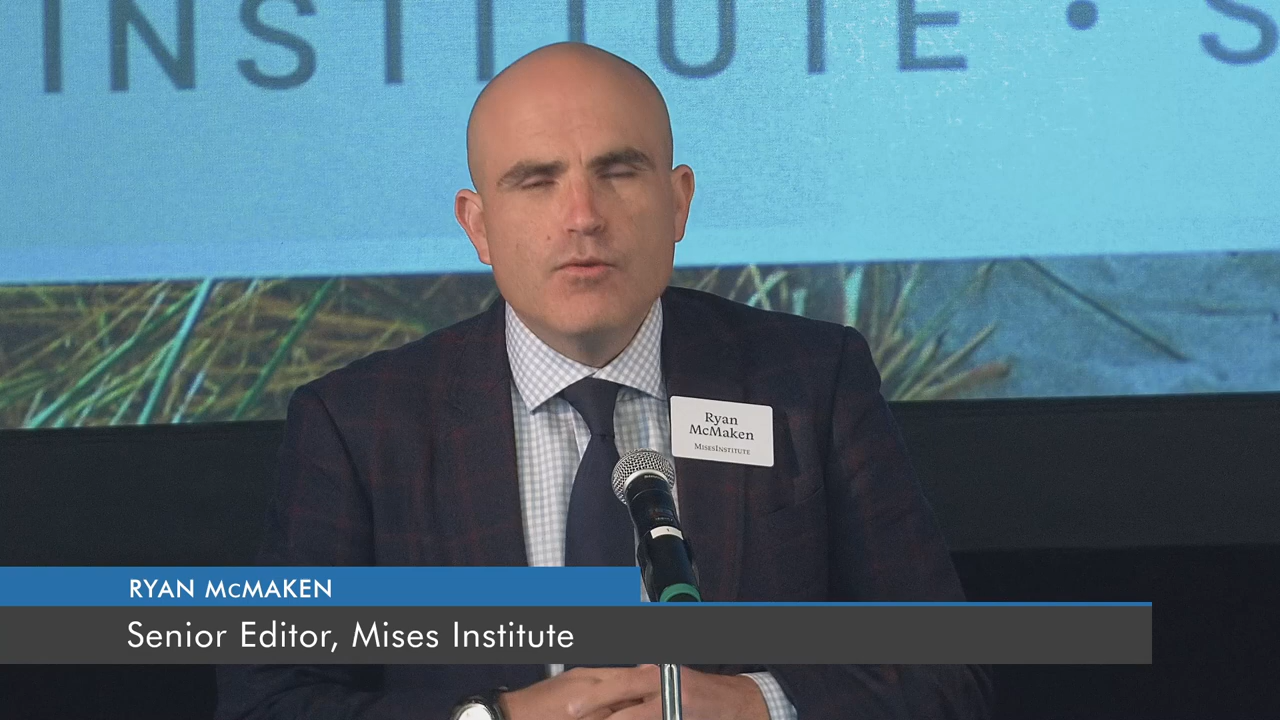 INSTITUTE • S
Ryan
McMaken
MISESINSTITUTE
RYAN McMAKEN
Senior Editor, Mises Institute